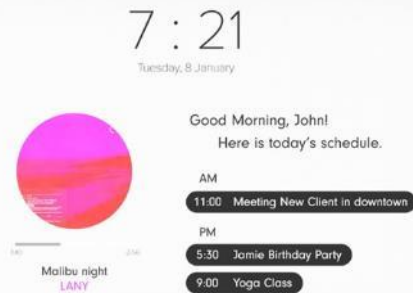 7 : 21
Tuesday, 8 January
Good Morning, John!
Here is today's schedule.
AM
11:00 Meeting New Client in downtown
PM
5:30 Jamie Birthday Party
9:00 Yoga Class
Malibu night
LANY